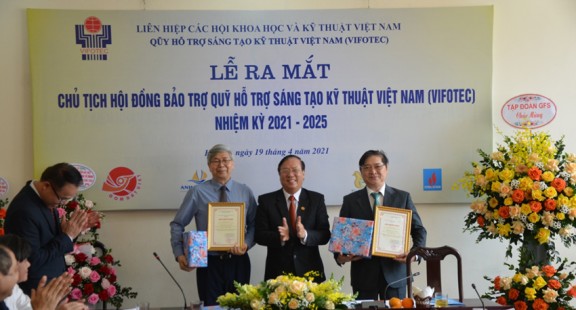 LIÊN HIỆP CÁC HỘI KHOA HỌC VÀ KỸ THUẬT VIỆT NAM
QUỸ HỖ TRỢ SÁNG TẠO KỸ THUẬT VIỆT NAM (VIFOTEC)
VIFOTEC
LỄ RA MẮT
CHỦ TỊCH HỘI ĐỒNG BẢO TRỢ QUỸ HỖ TRỢ SÁNG TẠO KỸ THUẬT VIỆT NAM (VIFOTEC)
NHIỆM KỲ 2021 - 2025
ngày 19 tháng 4 năm 2021
TẬP ĐOÀN GFS